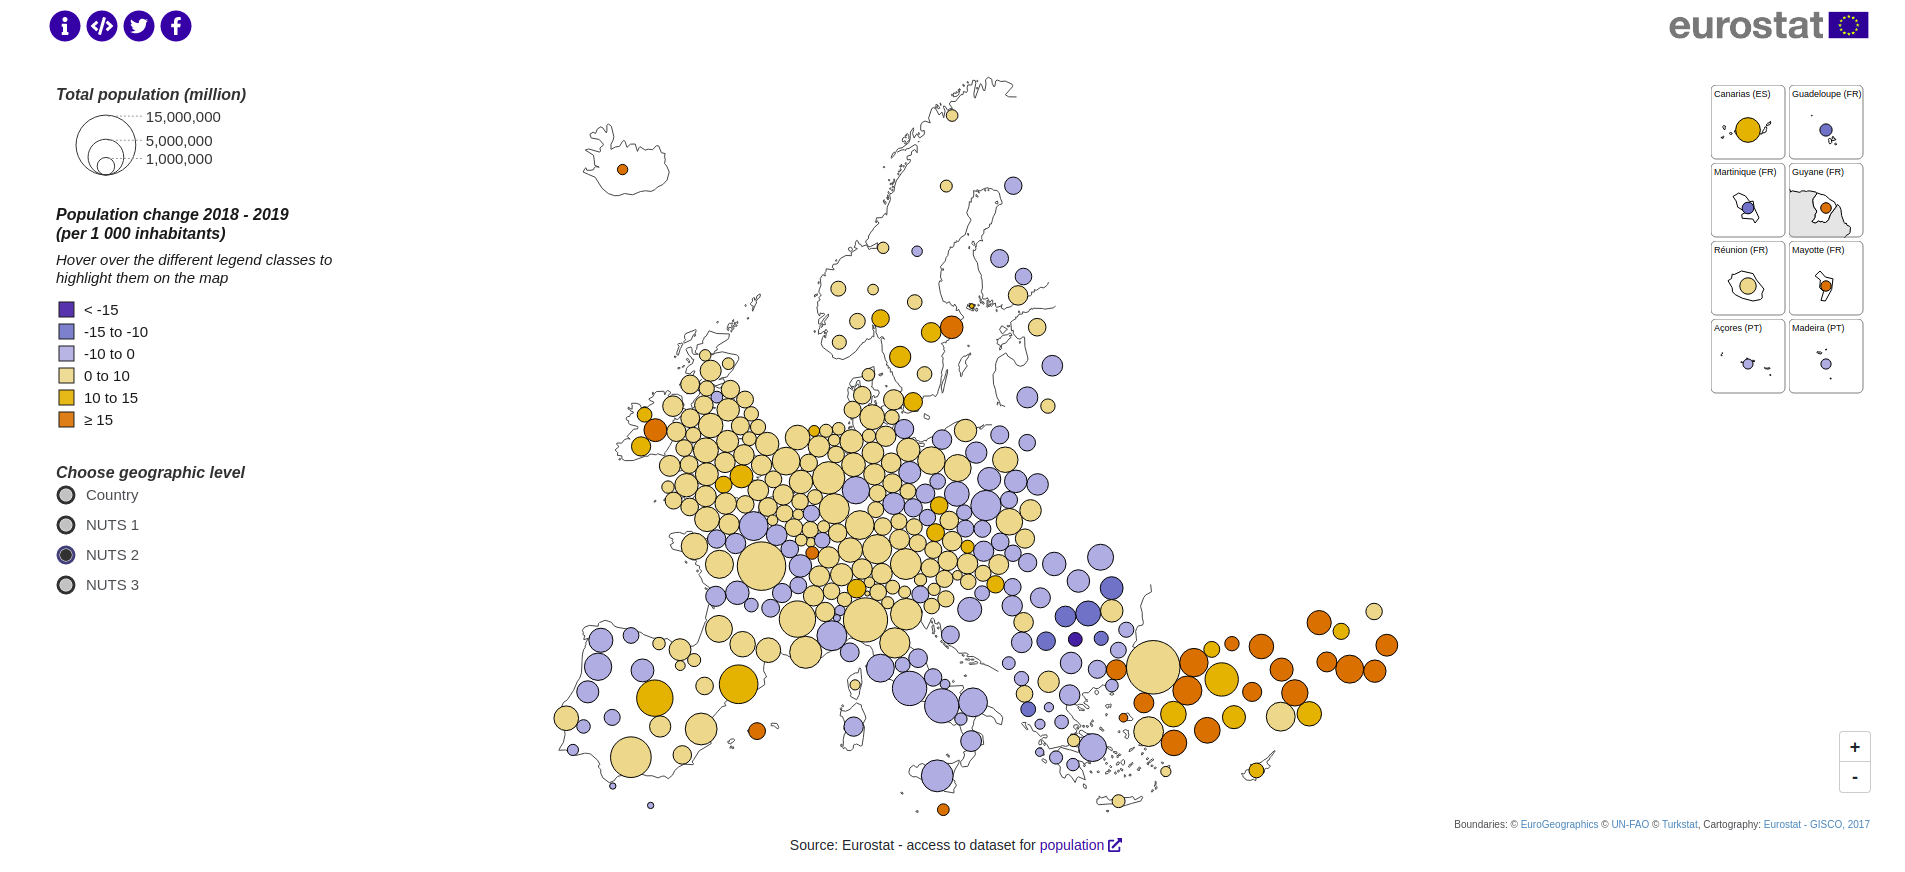 eurostat
Total population (million)
15,000,000
5,000,000
1,000,000
Population change 2018 - 2019
(per 1 000 inhabitants)
Hover over the different legend classes to
highlight them on the map
< -15
-15 to -10
-10 to 0
0 to 10
10 to 15
≥ 15
Choose geographic level
Country
NUTS 1
NUTS 2
NUTS 3
Canarias (ES)
Guadeloupe (FR)
Martinique (FR)
Guyane (FR)
Réunion (FR)
Mayotte (FR)
Açores (PT)
Madeira (PT)
+
-
Boundaries: © EuroGeographics © UN-FAO © Turkstat, Cartography: Eurostat - GISCO, 2017
Source: Eurostat - access to dataset for population